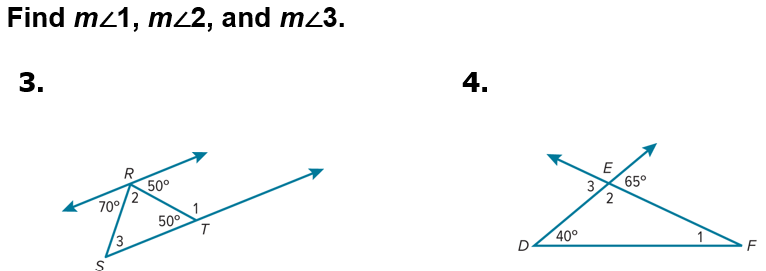 Find m∠1, m∠2, and m∠3.
3.
4.
R
50°
70°
2
50°
1
T
3
S
E
3
65°
2
D
40°
1
F